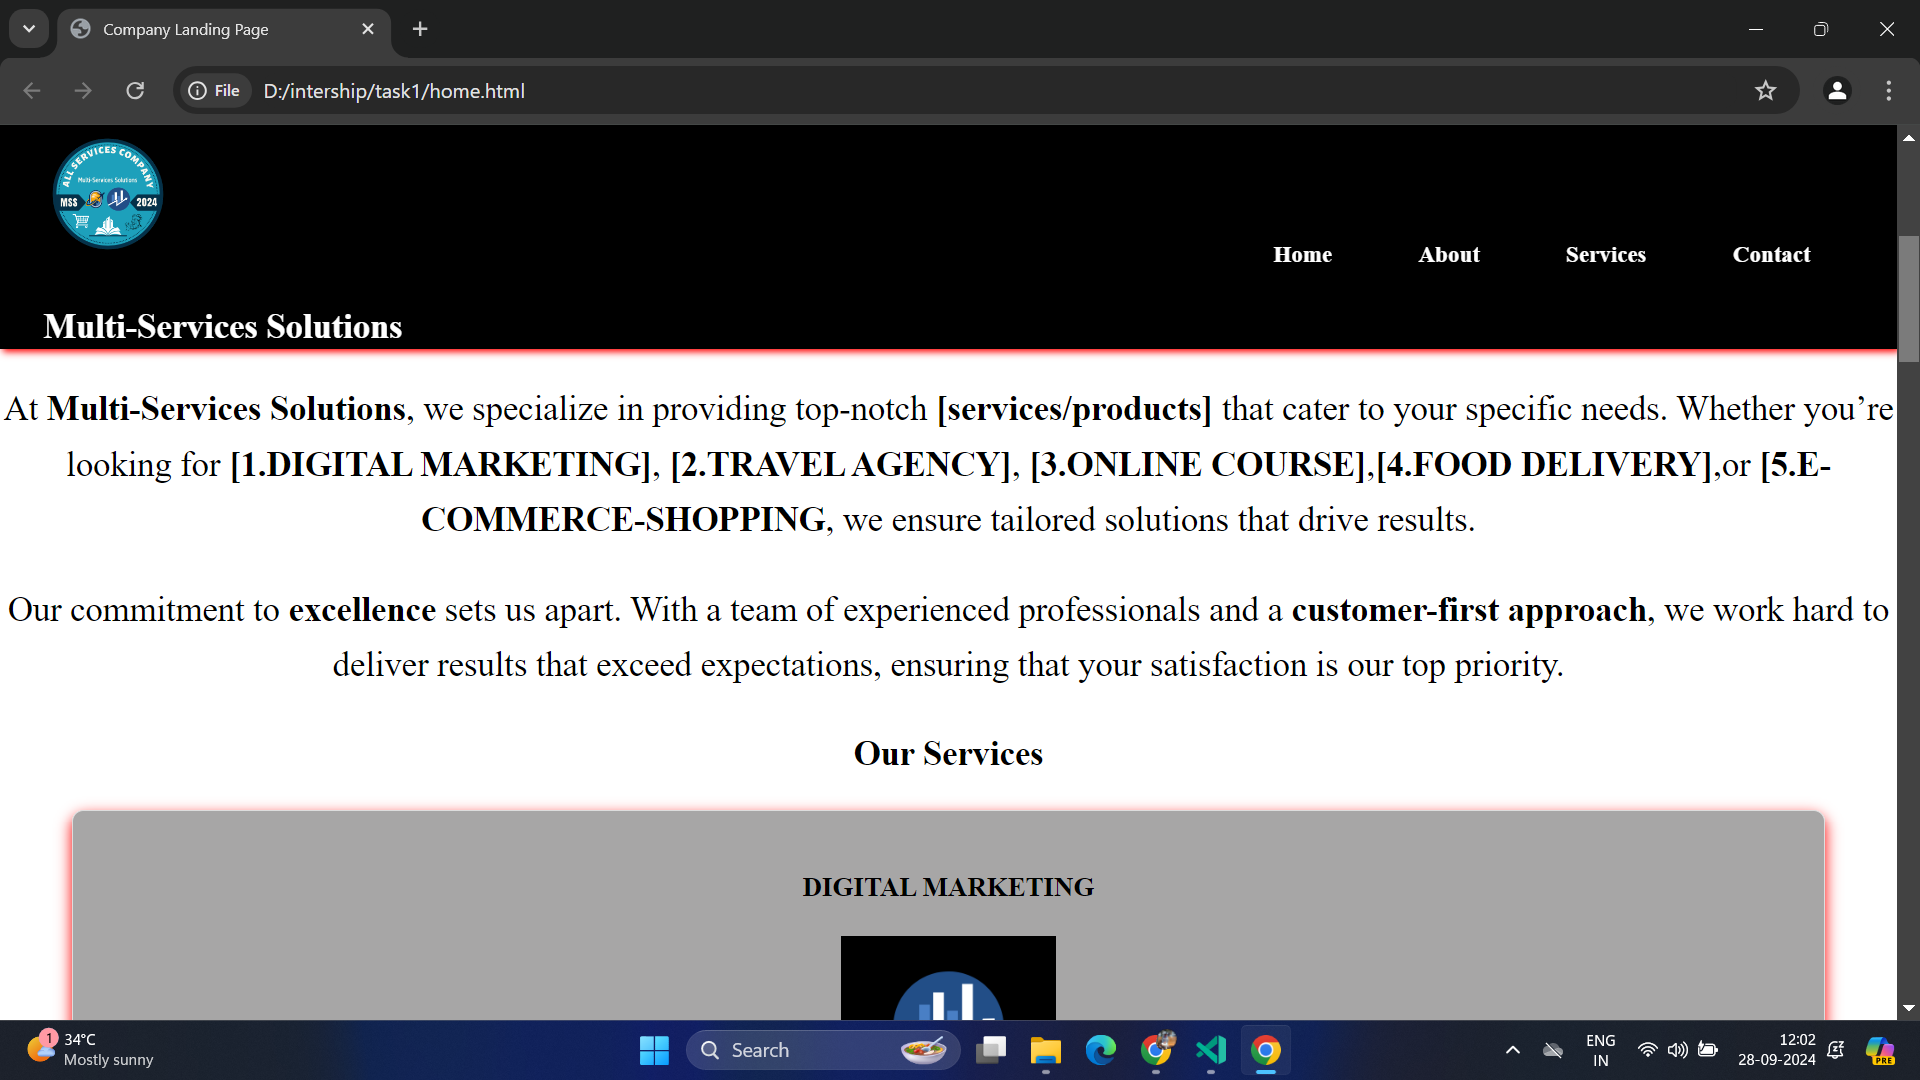 Company Landing Page
File
D:/intership/task1/home.html
ALL SERVICES COMPANY
Multi-Services Solutions
MSS
2024
Home About Services Contact
Multi-Services Solutions
At Multi-Services Solutions, we specialize in providing top-notch [services/products] that cater to your specific needs. Whether you’re
looking for [1.DIGITAL MARKETING], [2.TRAVEL AGENCY], [3.ONLINE COURSE],[4.FOOD DELIVERY],or [5.E-
COMMERCE-SHOPPING, we ensure tailored solutions that drive results.
Our commitment to excellence sets us apart. With a team of experienced professionals and a customer-first approach, we work hard to
deliver results that exceed expectations, ensuring that your satisfaction is our top priority.
Our Services
DIGITAL MARKETING
1
34°C
Mostly sunny
Search
ENG
IN
12:02
28-09-2024
PRE